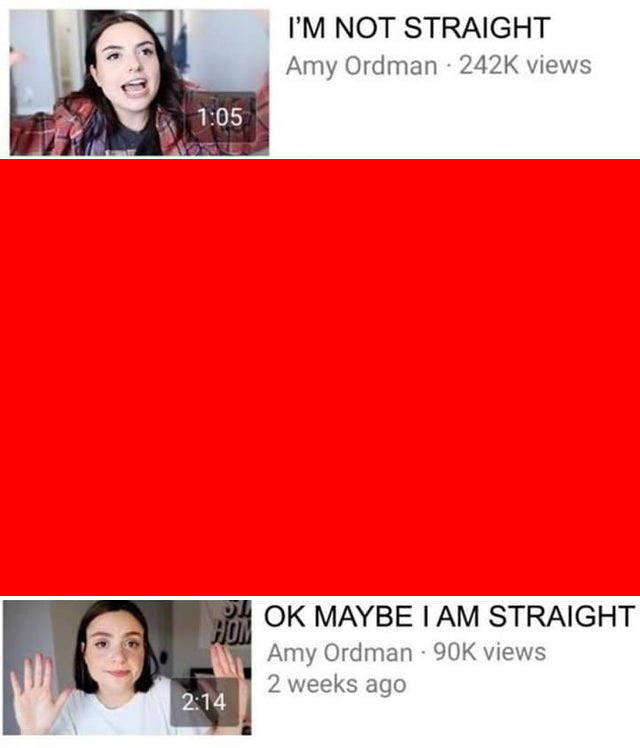 I'M NOT STRAIGHT
Amy Ordman · 242K views
1:05
OK MAYBE I AM STRAIGHT
Amy Ordman · 90K views
2 weeks ago
2:14